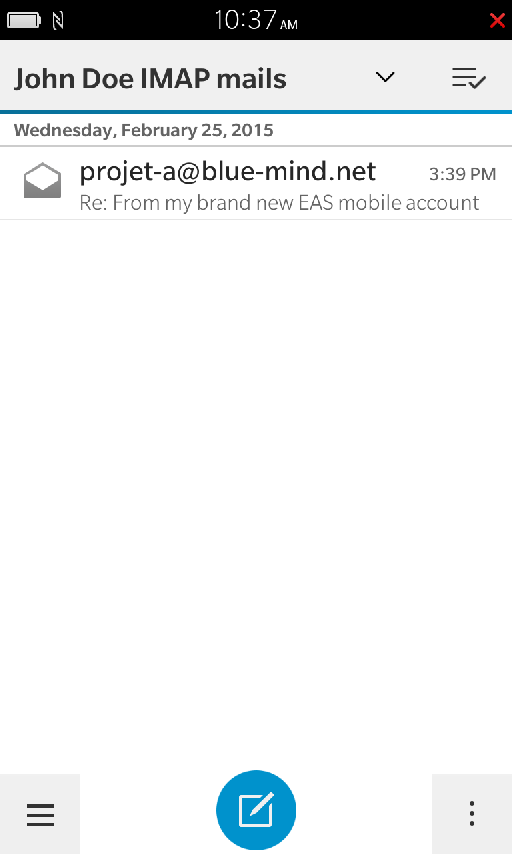 10:37 AM
John Doe IMAP mails
Wednesday, February 25, 2015
projet-a@blue-mind.net 3:39 PM
Re: From my brand new EAS mobile account